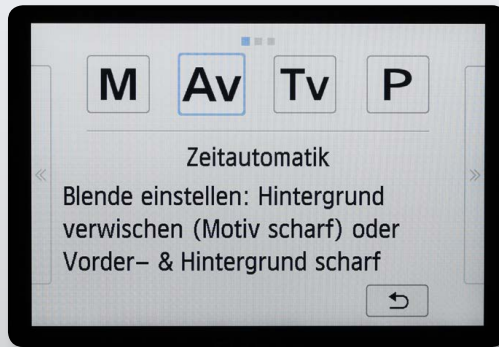 M Av Tv P
Zeitautomatik
Blende einstellen: Hintergrund
verwischen (Motiv scharf) oder
Vorder– & Hintergrund scharf